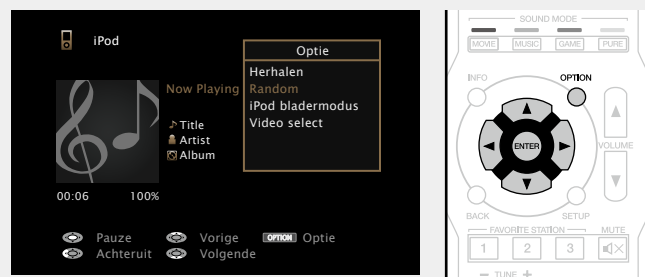 iPod
Optie
Herhalen
Random
iPod bladermodus
Video select
Now Playing
Title
Artist
Album
00:06 100%
Pauze Vorige OPTION Optie
Achteruit Volgende
SOUND MODE
MOVIE MUSIC GAME PURE
INFO OPTION
ENTER
VOLUME
BACK SETUP
FAVORITE STATION MUTE
1 2 3
TUNE